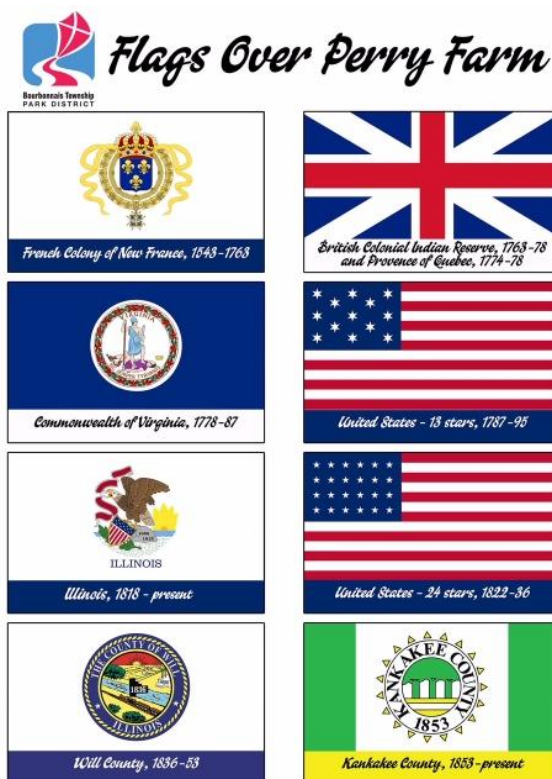 Flags Over Perry Farm
Bourbonnais Township
PARK DISTRICT
French Colony of New France, 1543-1763
British Colonial Indian Reserve, 1763-78
and Provence of Quebec, 1774-78
VIRGINIA
Commonwealth of Virginia, 1778-87
United States - 13 stars, 1787-95
ILLINOIS
Illinois, 1818 - present
United States - 24 stars, 1822-36
THE COUNTY OF WILL
1836
ILLINOIS
Will County, 1836-53
KANKAKEE COUNTY
1853
Kankakee County, 1853-present